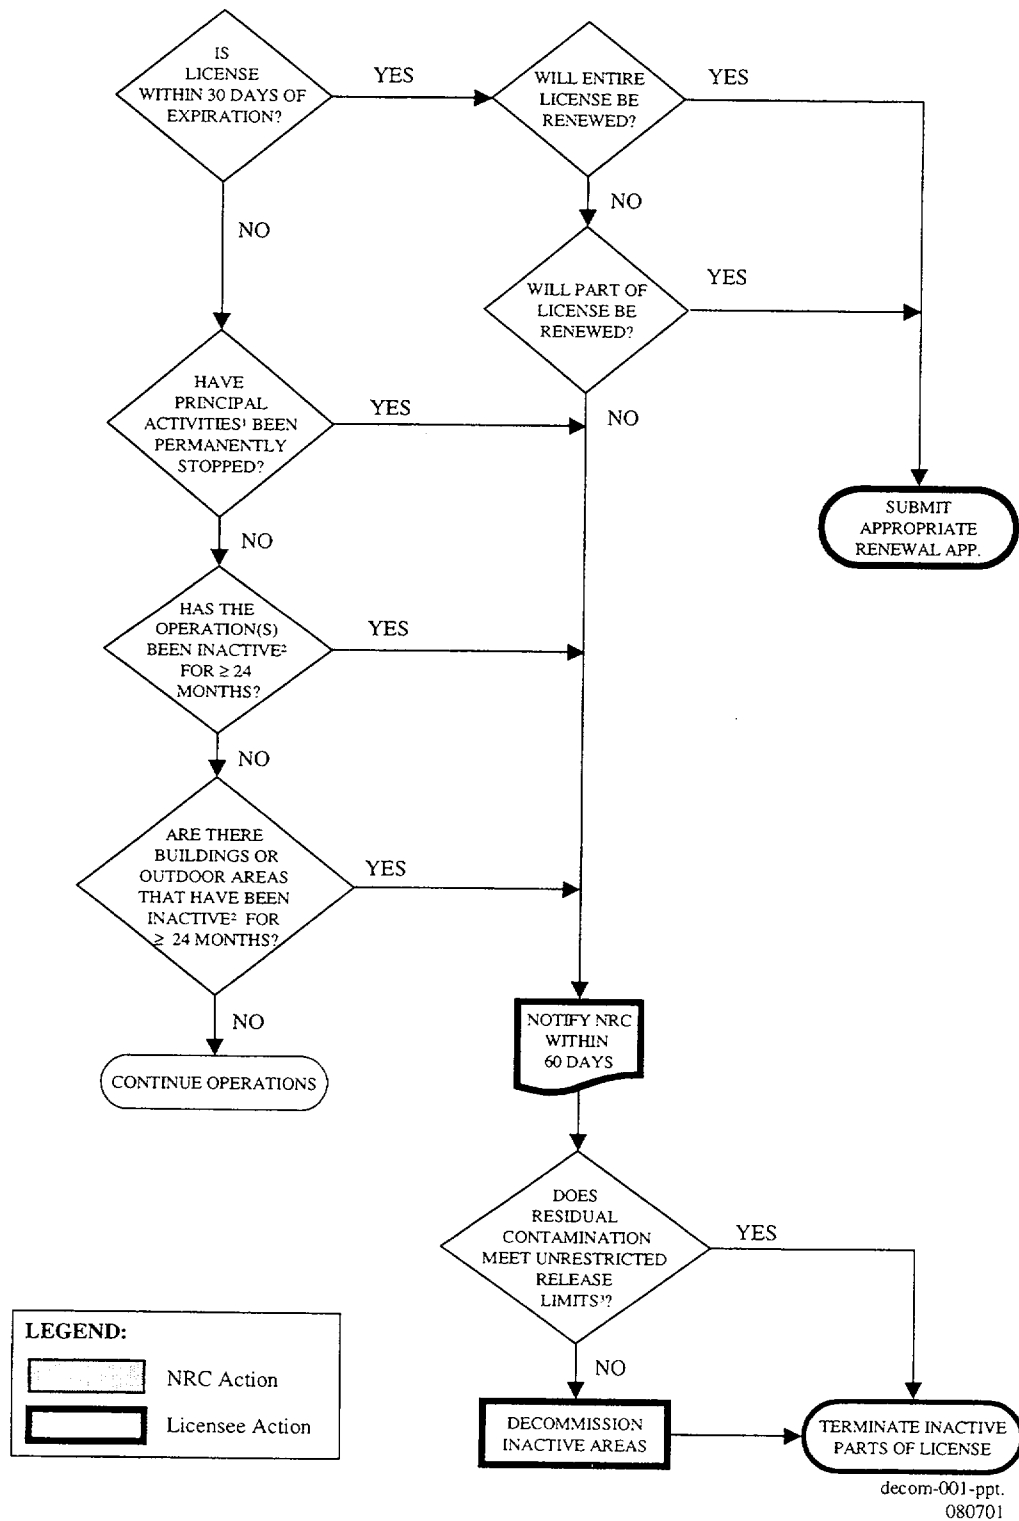 IS
LICENSE
WITHIN 30 DAYS OF
EXPIRATION?
YES
WILL ENTIRE
LICENSE BE
RENEWED?
YES
NO
NO
WILL PART OF
LICENSE BE
RENEWED?
YES
HAVE
PRINCIPAL
ACTIVITIES¹ BEEN
PERMANENTLY
STOPPED?
YES
NO
SUBMIT
APPROPRIATE
RENEWAL APP.
NO
HAS THE
OPERATION(S)
BEEN INACTIVE²
FOR ≥ 24
MONTHS?
YES
NO
ARE THERE
BUILDINGS OR
OUTDOOR AREAS
THAT HAVE BEEN
INACTIVE² FOR
≥ 24 MONTHS?
YES
NO
CONTINUE OPERATIONS
NOTIFY NRC
WITHIN
60 DAYS
DOES
RESIDUAL
CONTAMINATION
MEET UNRESTRICTED
RELEASE
LIMITS³?
YES
NO
DECOMMISSION
INACTIVE AREAS
TERMINATE INACTIVE
PARTS OF LICENSE
LEGEND:
NRC Action
Licensee Action
decom-001-ppt.
080701